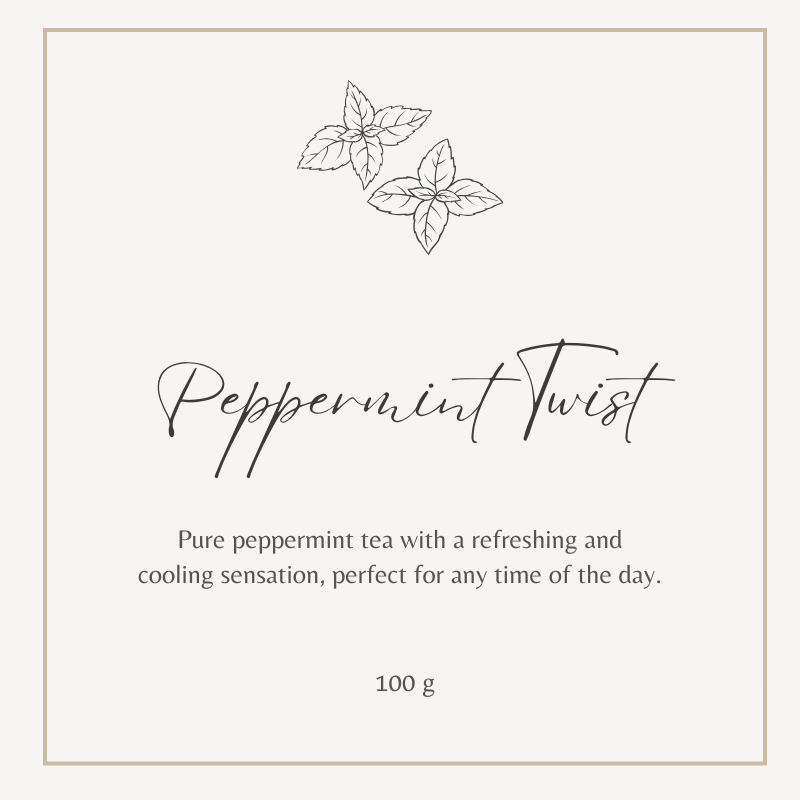 Peppermint Twist
Pure peppermint tea with a refreshing and
cooling sensation, perfect for any time of the day.
100 g